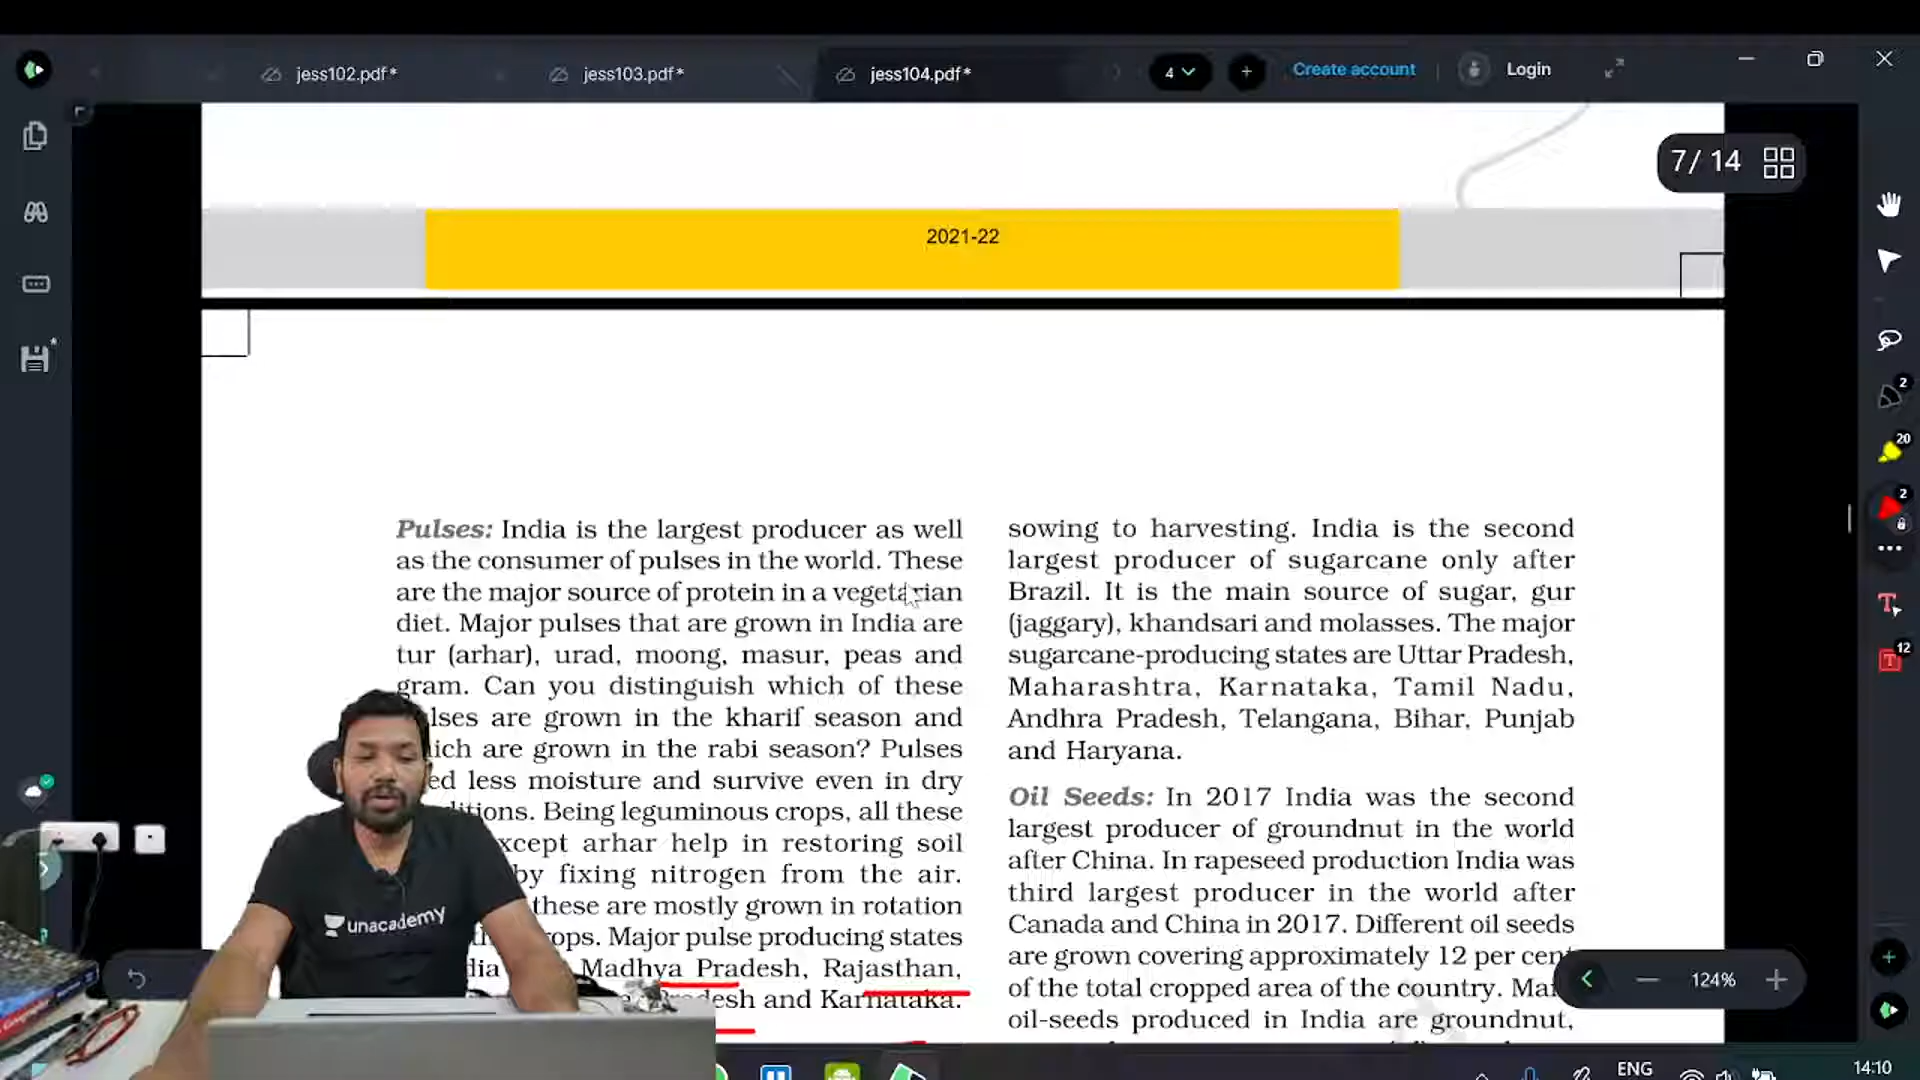 jess102.pdf*
jess103.pdf*
jess104.pdf*
4
Create account
Login
7/ 14
2021-22
2
20
2
12
Pulses: India is the largest producer as well
as the consumer of pulses in the world. These
are the major source of protein in a vegetarian
diet. Major pulses that are grown in India are
tur (arhar), urad, moong, masur, peas and
gram. Can you distinguish which of these
are grown in the kharif season and
are grown in the rabi season? Pulses
less moisture and survive even in dry
Being leguminous crops, all these
except arhar help in restoring soil
by fixing nitrogen from the air.
these are mostly grown in rotation
Major pulse producing states
Madhya Pradesh, Rajasthan,
and Karnataka.
sowing to harvesting. India is the second
largest producer of sugarcane only after
Brazil. It is the main source of sugar, gur
(jaggary), khandsari and molasses. The major
sugarcane-producing states are Uttar Pradesh,
Maharashtra, Karnataka, Tamil Nadu,
Andhra Pradesh, Telangana, Bihar, Punjab
and Haryana.
Oil Seeds: In 2017 India was the second
largest producer of groundnut in the world
after China. In rapeseed production India was
third largest producer in the world after
Canada and China in 2017. Different oil seeds
are grown covering approximately 12 per cent
of the total cropped area of the country. Main
oil-seeds produced in India are groundnut,
unacademy
124%
ENG
14:10